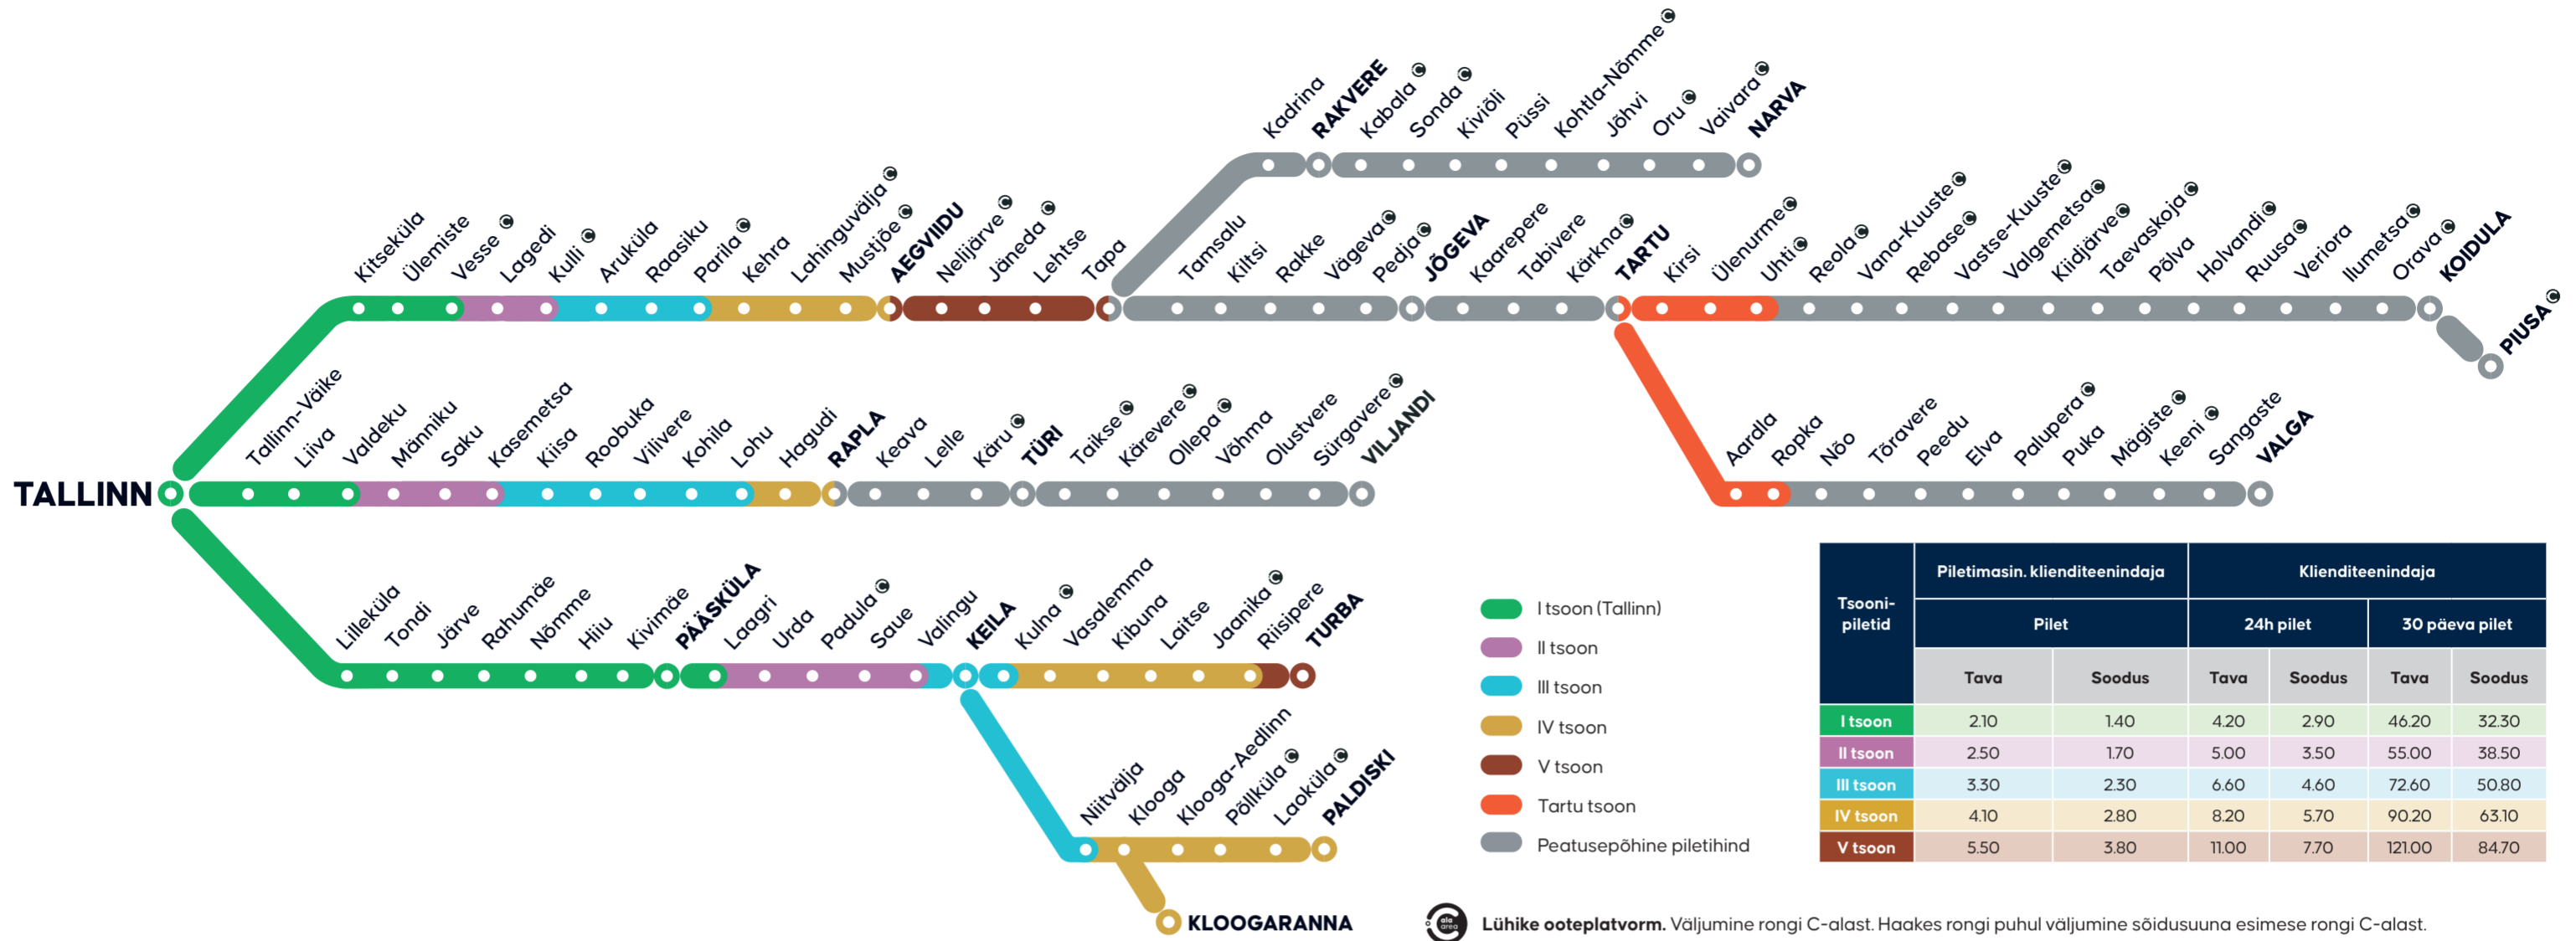 Kadrina
RAKVERE
Kabala C
Sonda C
Kiviõli
Püssi
Kohtla-Nõmme C
Jõhvi
Oru C
Vaivara C
NARVA
Kitseküla
Ülemiste
Vesse C
Lagedi
Kulli C
Aruküla
Raasiku
Parila C
Kehra
Lahinguvälja C
Mustjõe C
AEGVIIDU
Nelijärve C
Jäneda C
Lehtse
Tapa
Tamsalu
Kiltsi
Rakke
Vägeva C
Pedja C
JÕGEVA
Kaarepere
Tabivere
Kärkna C
TARTU
Kirsi
Ülenurme C
Uhti C
Reola C
Vana-Kuuste C
Rebase C
Vastse-Kuuste C
Valgemetsa C
Kiidjärve C
Taevaskoja C
Põlva
Holvandi C
Ruusa C
Veriora
Ilumetsa C
Orava C
KOIDULA
PIUSA C
TALLINN
Tallinn-Väike
Liiva
Valdeku
Männiku
Saku
Kasemetsa
Kiisa
Roobuka
Vilivere
Kohila
Lohu
Hagudi
RAPLA
Keava
Lelle
Käru C
TÜRI
Taikse C
Kärevere C
Ollepa C
Võhma
Olustvere
Sürgavere C
VILJANDI
Aardla
Ropka
Nõo
Tõravere
Peedu
Elva
Palupera C
Puka
Mägiste C
Keeni C
Sangaste
VALGA
Lilleküla
Tondi
Järve
Rahumäe
Nõmme
Hiiu
Kivimäe
PÄÄSKÜLA
Laagri
Urda
Padula C
Saue
Valingu
KEILA
Kulna C
Vasalemma
Kibuna
Laitse
Jaanika C
Riisipere
TURBA
Niitvälja
Klooga
Klooga-Aedlinn
Põllküla C
Laoküla C
PALDISKI
KLOOGARANNA
I tsoon (Tallinn)
II tsoon
III tsoon
IV tsoon
V tsoon
Tartu tsoon
Peatusepõhine piletihind
Tsooni-
piletid
Piletimasin. klienditeenindaja Klienditeenindaja
Pilet 24h pilet 30 päeva pilet
Tava Soodus Tava Soodus Tava Soodus
I tsoon 2.10 1.40 4.20 2.90 46.20 32.30
II tsoon 2.50 1.70 5.00 3.50 55.00 38.50
III tsoon 3.30 2.30 6.60 4.60 72.60 50.80
IV tsoon 4.10 2.80 8.20 5.70 90.20 63.10
V tsoon 5.50 3.80 11.00 7.70 121.00 84.70
C ala area
Lühike ooteplatvorm. Väljumine rongi C-alast. Haakes rongi puhul väljumine sõidusuuna esimese rongi C-alast.